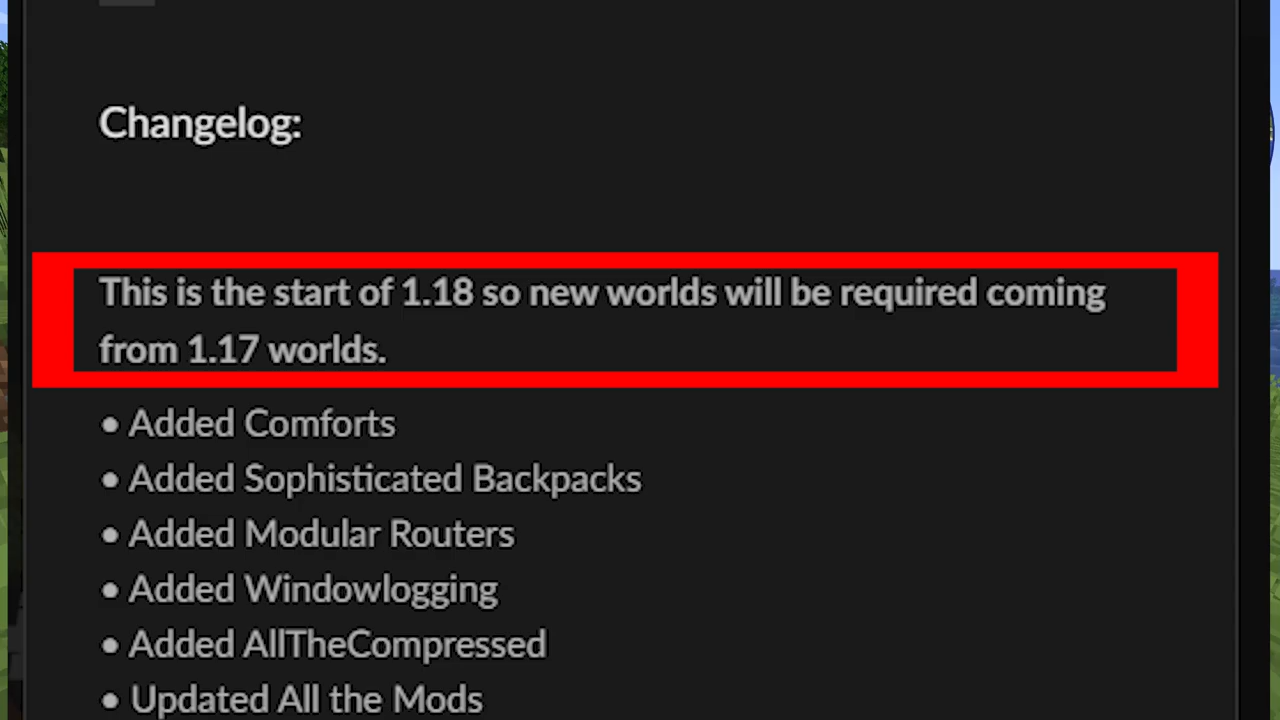 Changelog:
This is the start of 1.18 so new worlds will be required coming
from 1.17 worlds.
• Added Comforts
• Added Sophisticated Backpacks
• Added Modular Routers
• Added Windowlogging
• Added AllTheCompressed
• Updated All the Mods